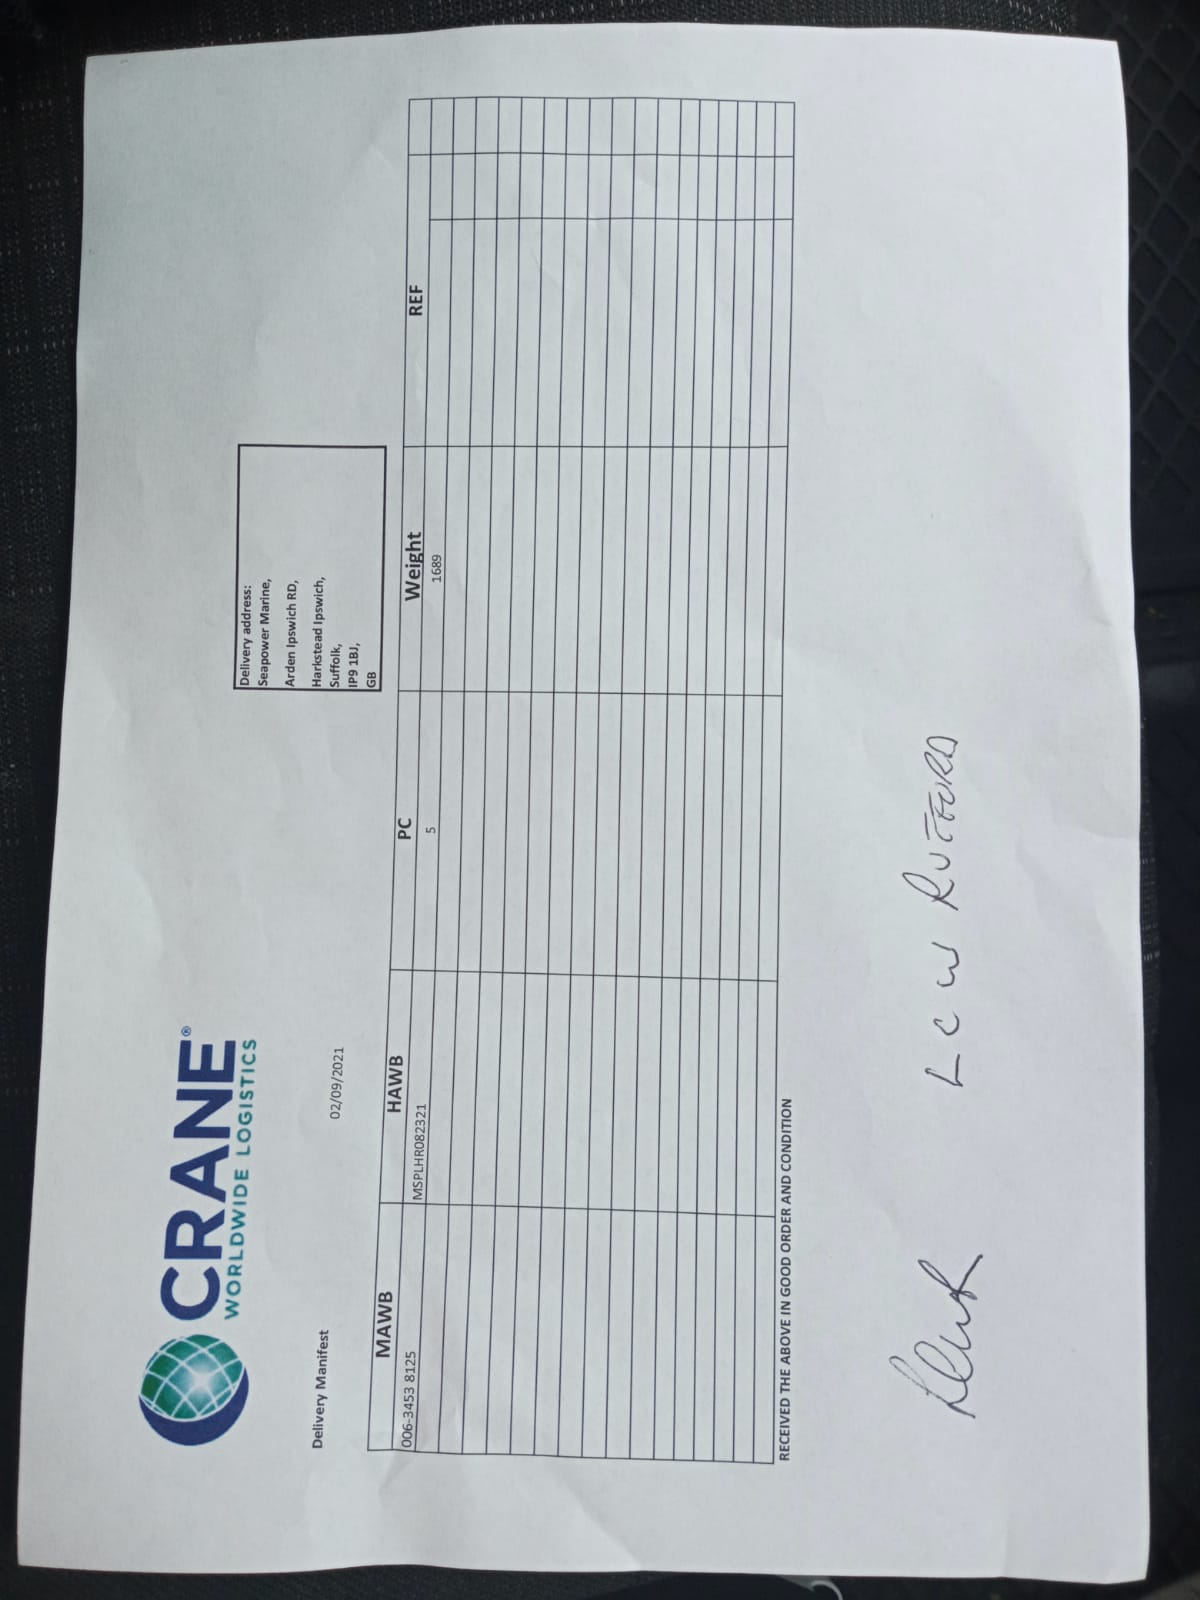 CRANE®
WORLDWIDE LOGISTICS
Delivery address:
Seapower Marine,
Arden Ipswich RD,
Harkstead Ipswich,
Suffolk,
IP9 1BJ,
GB
Delivery Manifest
02/09/2021
MAWB HAWB PC Weight REF
006-3453 8125 MSPLHR082321 5 1689
RECEIVED THE ABOVE IN GOOD ORDER AND CONDITION
L C W RUTFORD